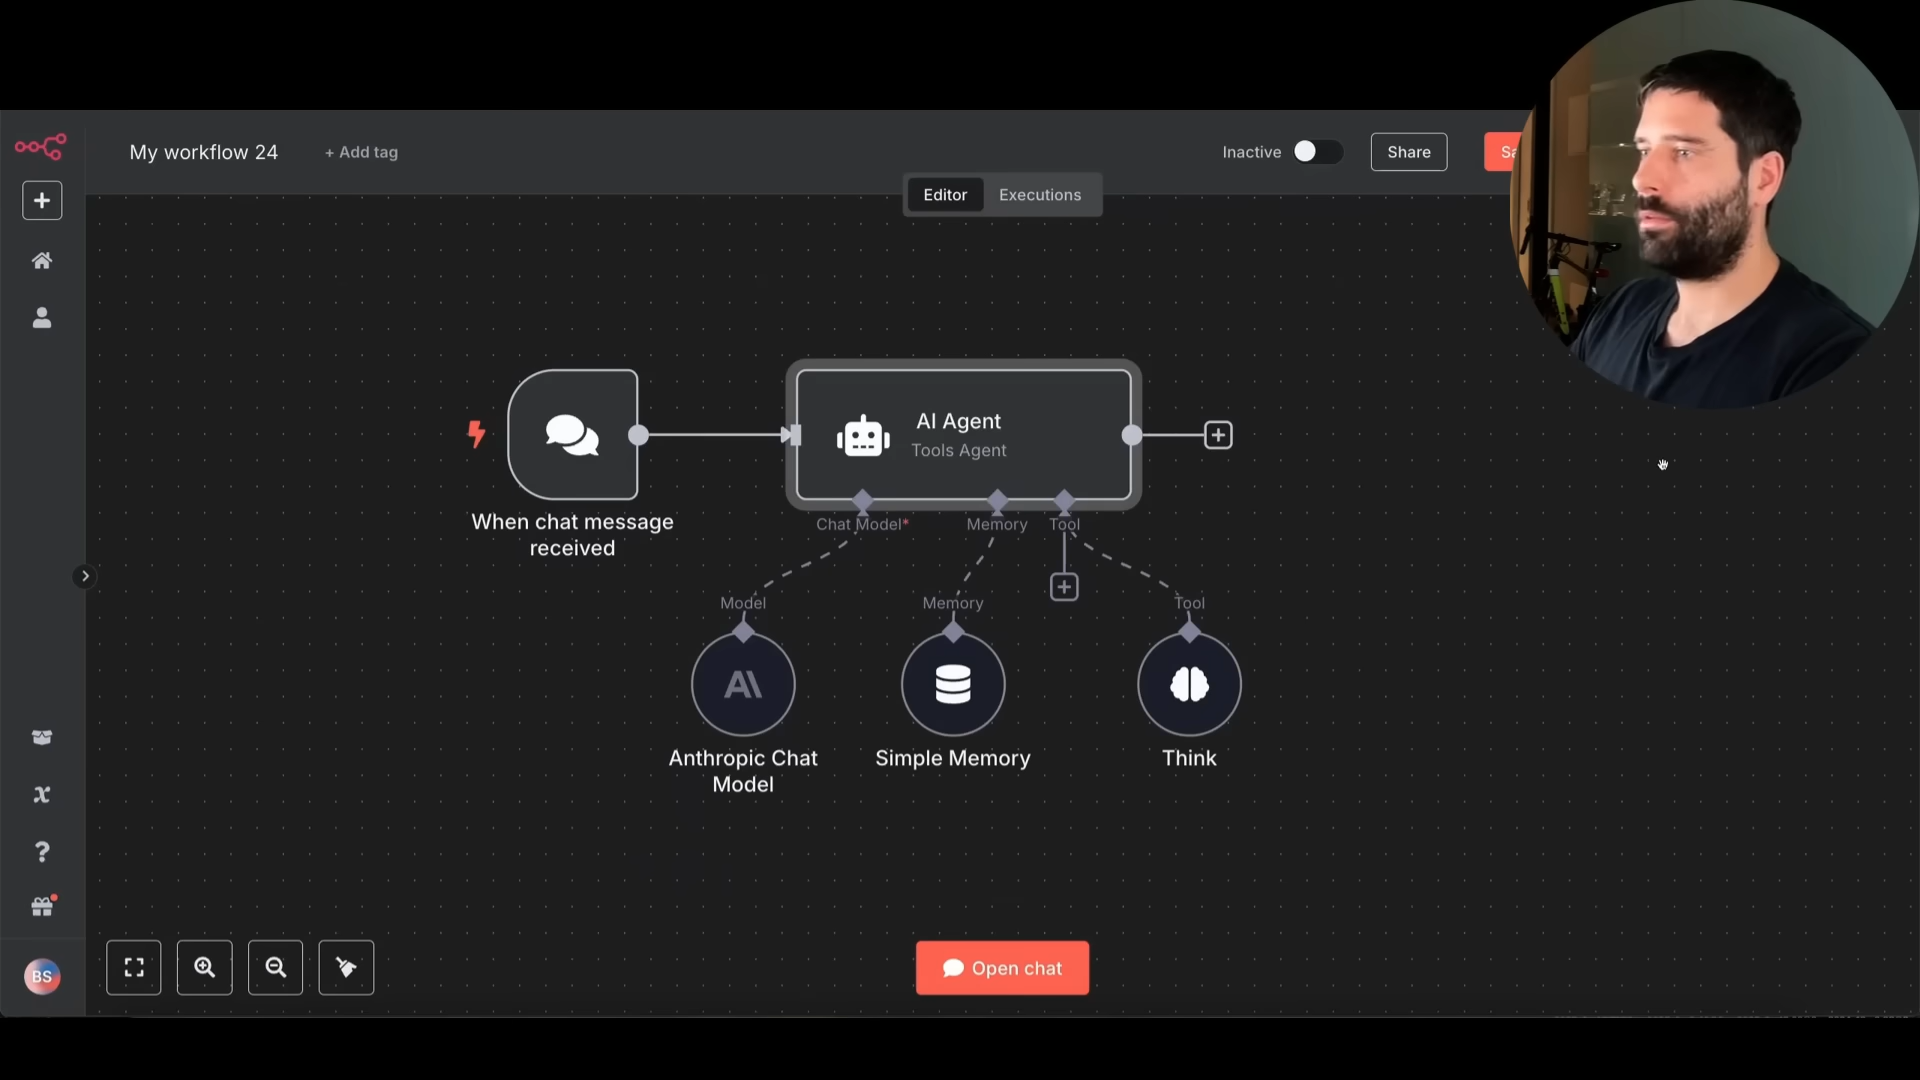 My workflow 24
+ Add tag
Inactive
Share
Editor
Executions
AI Agent
Tools Agent
When chat message
received
Chat Model*
Memory
Tool
Model
Memory
Tool
Anthropic Chat
Model
Simple Memory
Think
BS
Open chat